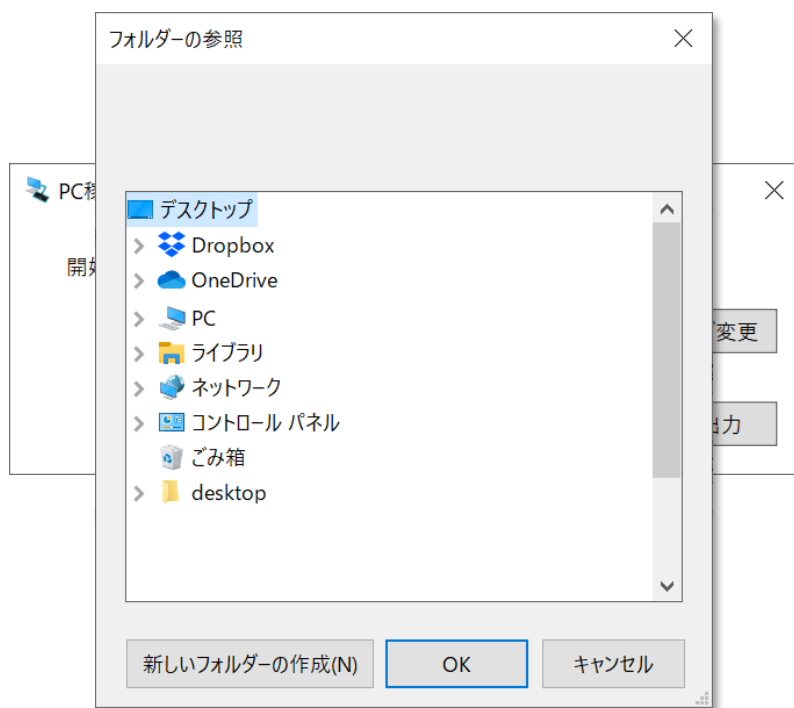 フォルダーの参照
PC稼
開始
デスクトップ
Dropbox
OneDrive
PC
ライブラリ
変更
ネットワーク
コントロール パネル
出力
ごみ箱
desktop
新しいフォルダーの作成(N)
OK
キャンセル